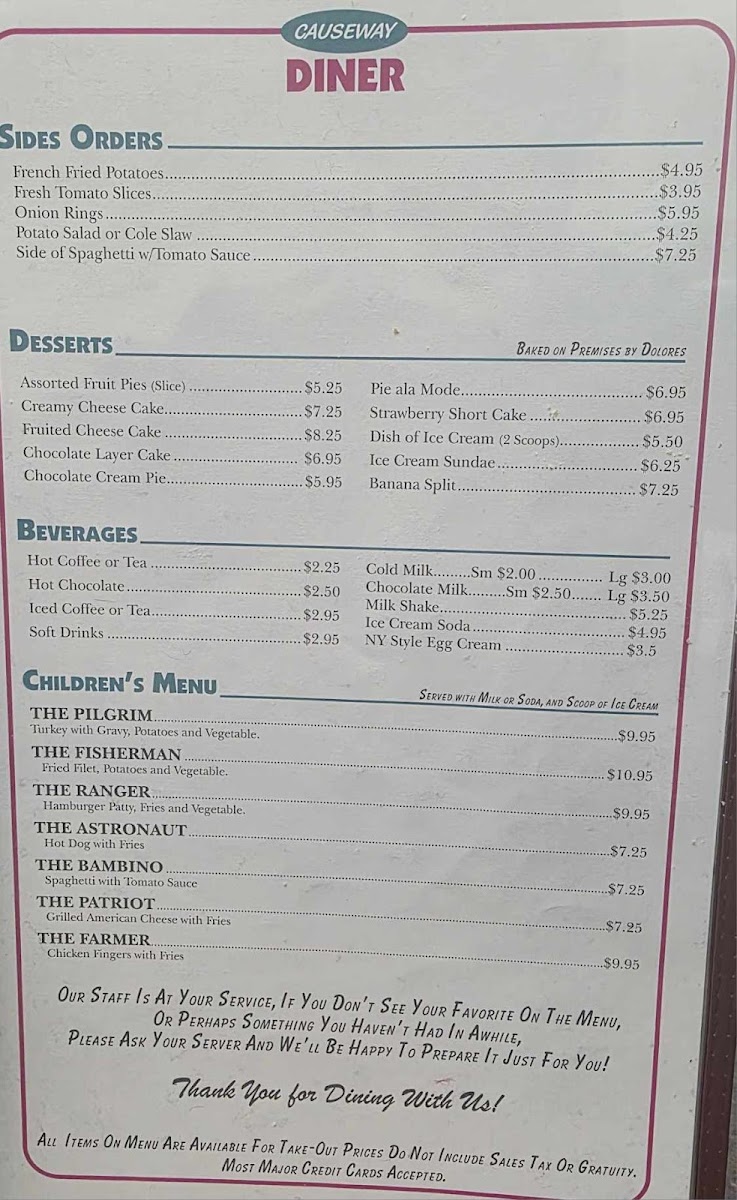 CAUSEWAY
DINER
SIDES ORDERS
French Fried Potatoes $4.95
Fresh Tomato Slices $3.95
Onion Rings $5.95
Potato Salad or Cole Slaw $4.25
Side of Spaghetti w/Tomato Sauce $7.25
DESSERTS
BAKED ON PREMISES BY DOLORES
Assorted Fruit Pies (Slice) $5.25
Creamy Cheese Cake $7.25
Fruited Cheese Cake $8.25
Chocolate Layer Cake $6.95
Chocolate Cream Pie $5.95
Pie ala Mode $6.95
Strawberry Short Cake $6.95
Dish of Ice Cream (2 Scoops) $5.50
Ice Cream Sundae $6.25
Banana Split $7.25
BEVERAGES
Hot Coffee or Tea $2.25
Hot Chocolate $2.50
Iced Coffee or Tea $2.95
Soft Drinks $2.95
Cold Milk Sm $2.00 Lg $3.00
Chocolate Milk Sm $2.50 Lg $3.50
Milk Shake $5.25
Ice Cream Soda $4.95
NY Style Egg Cream $3.5
CHILDREN'S MENU
SERVED WITH MILK OR SODA, AND SCOOP OF ICE CREAM
THE PILGRIM $9.95
Turkey with Gravy, Potatoes and Vegetable.
THE FISHERMAN $10.95
Fried Filet, Potatoes and Vegetable.
THE RANGER $9.95
Hamburger Patty, Fries and Vegetable.
THE ASTRONAUT $7.25
Hot Dog with Fries
THE BAMBINO $7.25
Spaghetti with Tomato Sauce
THE PATRIOT $7.25
Grilled American Cheese with Fries
THE FARMER $9.95
Chicken Fingers with Fries
OUR STAFF IS AT YOUR SERVICE, IF YOU DON'T SEE YOUR FAVORITE ON THE MENU,
OR PERHAPS SOMETHING YOU HAVEN'T HAD IN AWHILE,
PLEASE ASK YOUR SERVER AND WE'LL BE HAPPY TO PREPARE IT JUST FOR YOU!
Thank You for Dining With Us!
ALL ITEMS ON MENU ARE AVAILABLE FOR TAKE-OUT PRICES DO NOT INCLUDE SALES TAX OR GRATUITY.
MOST MAJOR CREDIT CARDS ACCEPTED.